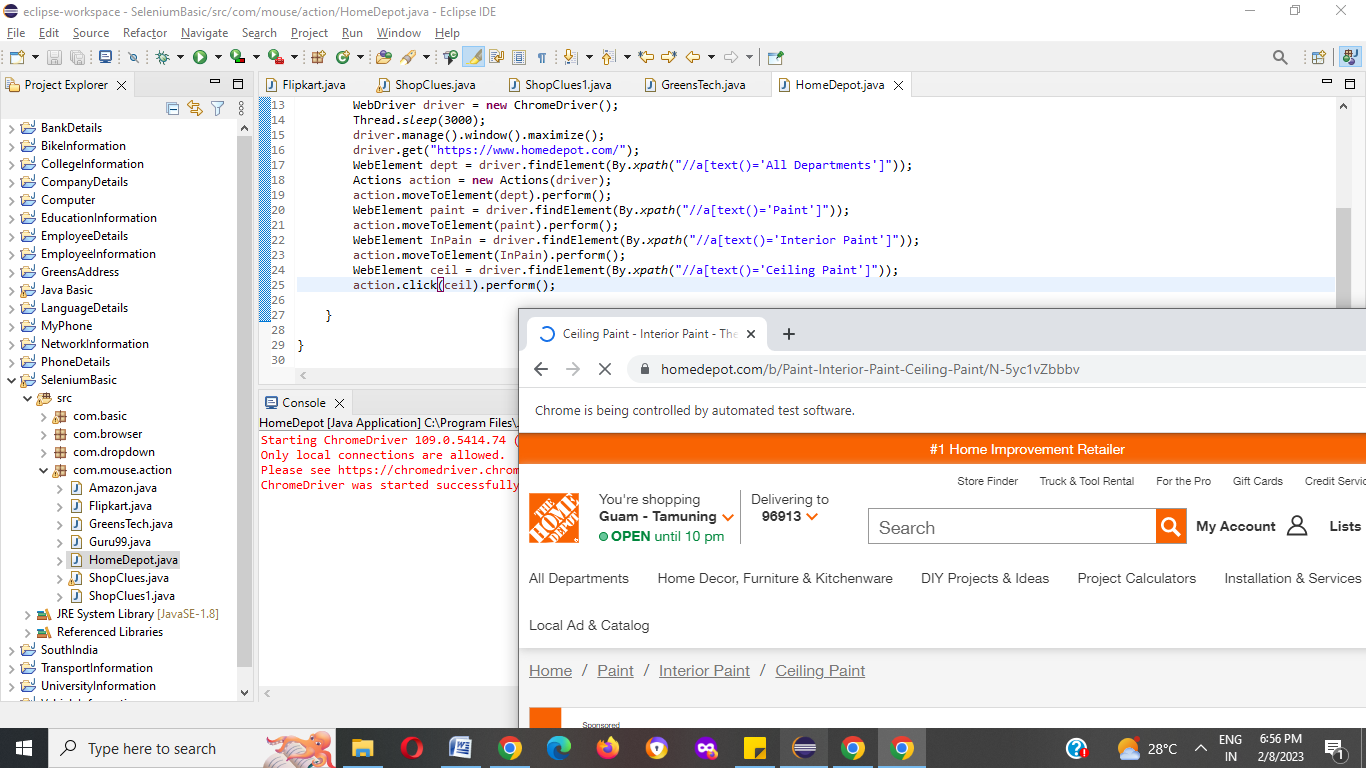 eclipse-workspace - SeleniumBasic/src/com/mouse/action/HomeDepot.java - Eclipse IDE
File Edit Source Refactor Navigate Search Project Run Window Help
Project Explorer
BankDetails
BikeInformation
CollegeInformation
CompanyDetails
Computer
EducationInformation
EmployeeDetails
EmployeeInformation
GreensAddress
Java Basic
LanguageDetails
MyPhone
NetworkInformation
PhoneDetails
SeleniumBasic
src
com.basic
com.browser
com.dropdown
com.mouse.action
Amazon.java
Flipkart.java
GreensTech.java
Guru99.java
HomeDepot.java
ShopClues.java
ShopClues1.java
JRE System Library [JavaSE-1.8]
Referenced Libraries
SouthIndia
TransportInformation
UniversityInformation
Flipkart.java ShopClues.java ShopClues1.java GreensTech.java HomeDepot.java
13 WebDriver driver = new ChromeDriver();
14 Thread.sleep(3000);
15 driver.manage().window().maximize();
16 driver.get("https://www.homedepot.com/");
17 WebElement dept = driver.findElement(By.xpath("//a[text()='All Departments']"));
18 Actions action = new Actions(driver);
19 action.moveToElement(dept).perform();
20 WebElement paint = driver.findElement(By.xpath("//a[text()='Paint']"));
21 action.moveToElement(paint).perform();
22 WebElement InPain = driver.findElement(By.xpath("//a[text()='Interior Paint']"));
23 action.moveToElement(InPain).perform();
24 WebElement ceil = driver.findElement(By.xpath("//a[text()='Ceiling Paint']"));
25 action.click(ceil).perform();
26
27 }
28
29 }
30
Console
HomeDepot [Java Application] C:\Program Files\
Starting ChromeDriver 109.0.5414.74 (
Only local connections are allowed.
Please see https://chromedriver.chrom
ChromeDriver was started successfully
Ceiling Paint - Interior Paint - The
homedepot.com/b/Paint-Interior-Paint-Ceiling-Paint/N-5yc1vZbbbv
Chrome is being controlled by automated test software.
#1 Home Improvement Retailer
Store Finder Truck & Tool Rental For the Pro Gift Cards Credit Servic
THE HOME DEPOT
You're shopping
Guam - Tamuning
OPEN until 10 pm
Delivering to
96913
Search
My Account
Lists
All Departments Home Decor, Furniture & Kitchenware DIY Projects & Ideas Project Calculators Installation & Services
Local Ad & Catalog
Home / Paint / Interior Paint / Ceiling Paint
Sponsored
Type here to search
28°C
ENG
IN
6:56 PM
2/8/2023
1